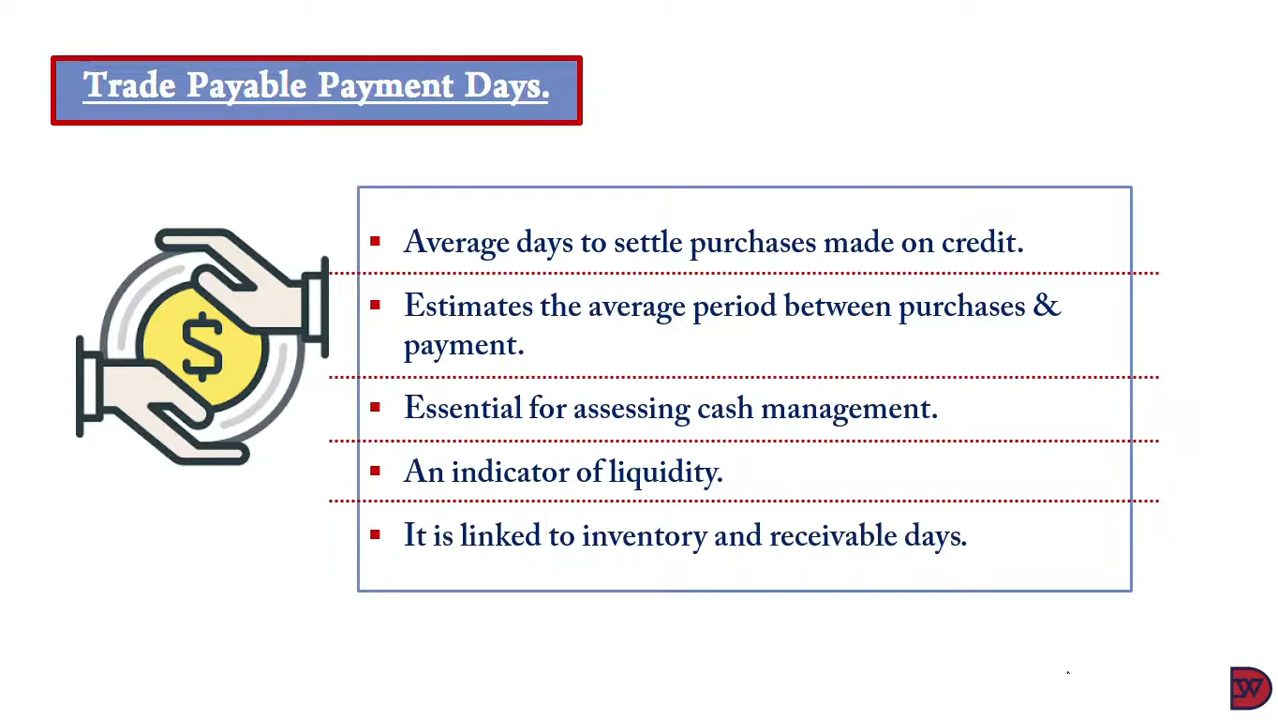 Trade Payable Payment Days.
Average days to settle purchases made on credit.
Estimates the average period between purchases &
payment.
Essential for assessing cash management.
An indicator of liquidity.
It is linked to inventory and receivable days.
$
W